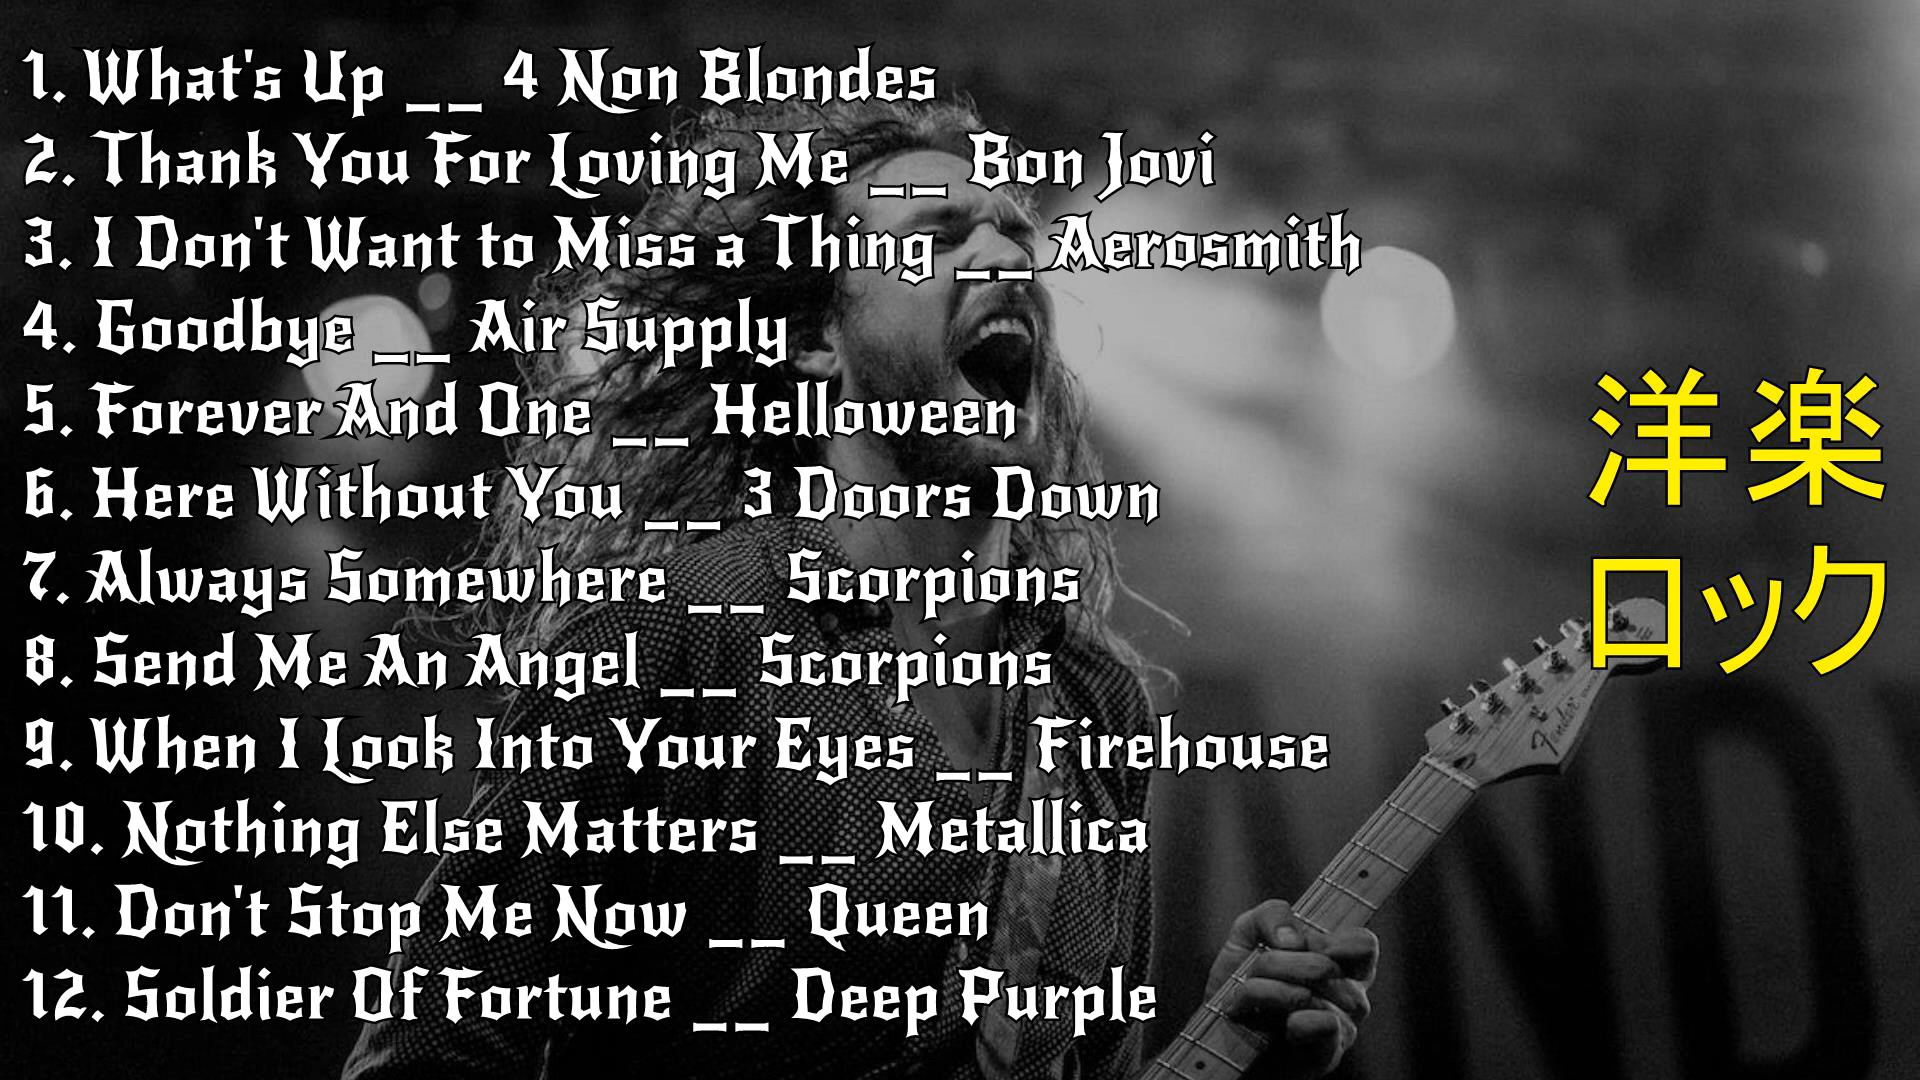 1. What's Up __ 4 Non Blondes
2. Thank You For Loving Me __ Bon Jovi
3. I Don't Want to Miss a Thing __ Aerosmith
4. Goodbye __ Air Supply
5. Forever And One __ Helloween
6. Here Without You __ 3 Doors Down
7. Always Somewhere __ Scorpions
8. Send Me An Angel __ Scorpions
9. When I Look Into Your Eyes __ Firehouse
10. Nothing Else Matters __ Metallica
11. Don't Stop Me Now __ Queen
12. Soldier Of Fortune __ Deep Purple
洋楽
ロック
Fender